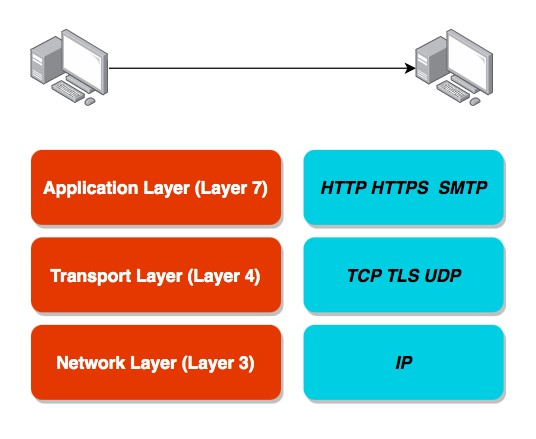 Application Layer (Layer 7)
HTTP HTTPS  SMTP
Transport Layer (Layer 4)
TCP TLS UDP
Network Layer (Layer 3)
IP